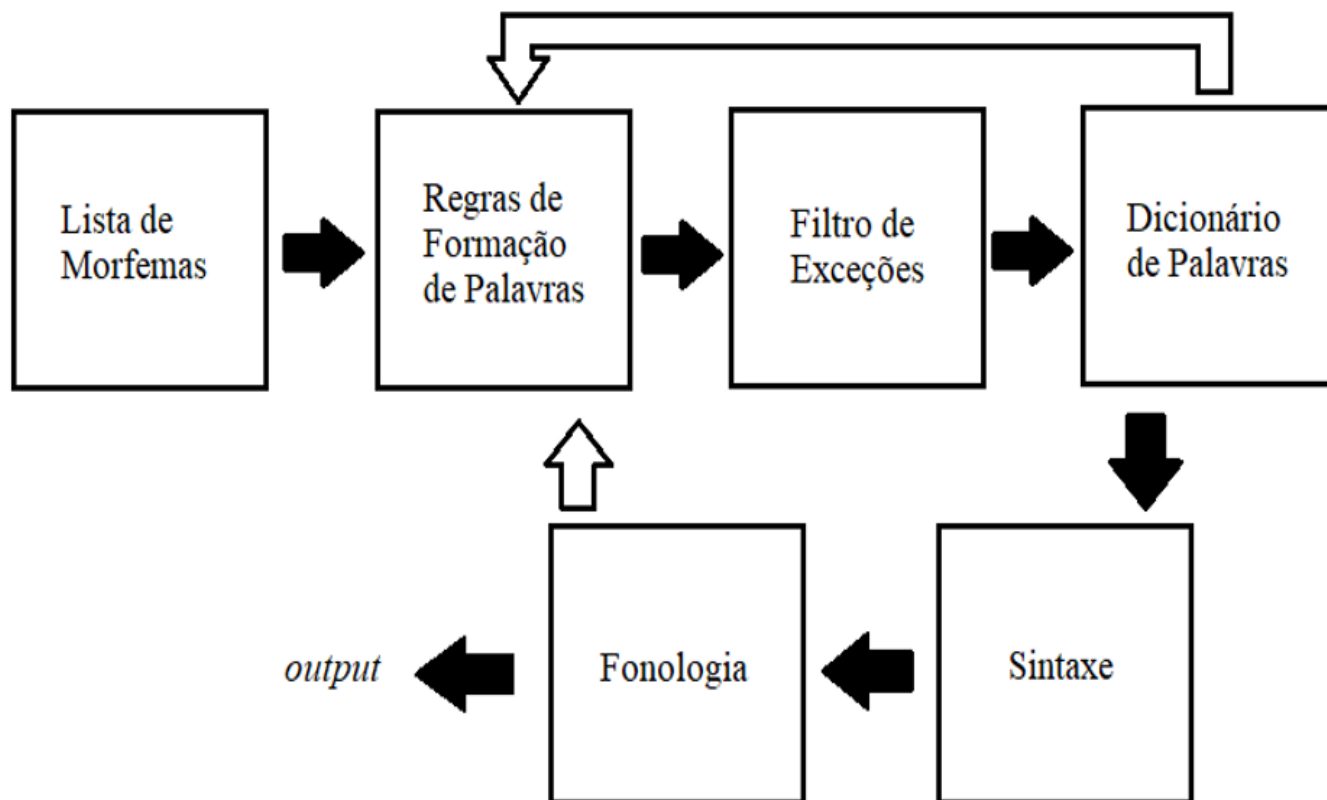 Lista de
Morfemas
Regras de
Formação
de Palavras
Filtro de
Exceções
Dicionário
de Palavras
output
Fonologia
Sintaxe